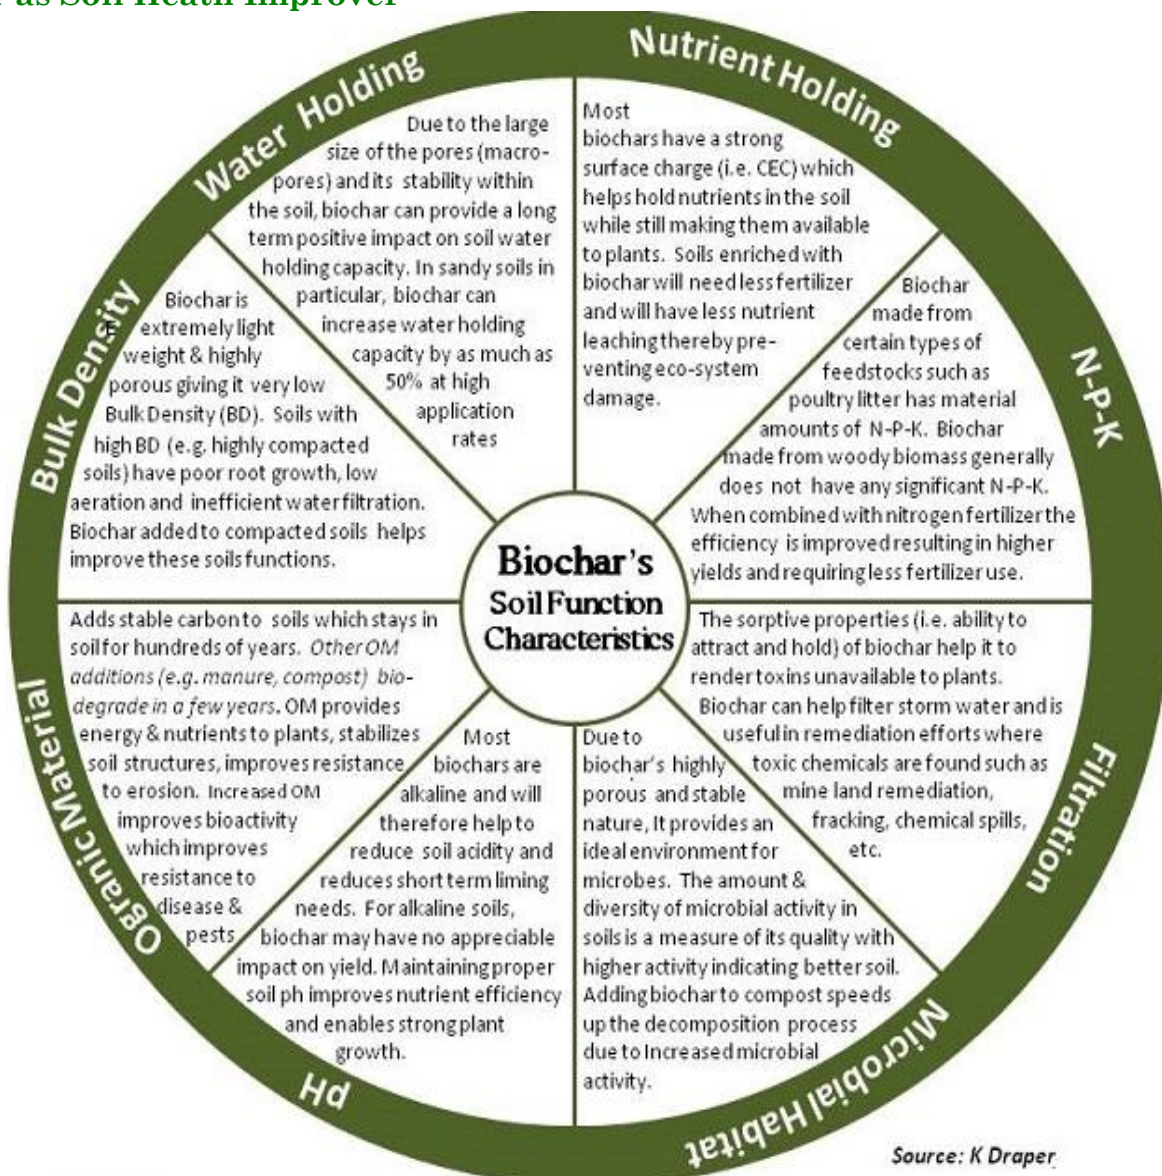 as Soil Heath Improver
Nutrient Holding
Most
biochars have a strong
surface charge (i.e. CEC) which
helps hold nutrients in the soil
while still making them available
to plants. Soils enriched with
biochar will need less fertilizer
and will have less nutrient
leaching thereby pre-
venting eco-system
damage.
N-P-K
Biochar
made from
certain types of
feedstocks such as
poultry litter has material
amounts of N-P-K. Biochar
made from woody biomass generally
does not have any significant N-P-K.
When combined with nitrogen fertilizer the
efficiency is improved resulting in higher
yields and requiring less fertilizer use.
Filtration
The sorptive properties (i.e. ability to
attract and hold) of biochar help it to
render toxins unavailable to plants.
Biochar can help filter storm water and is
useful in remediation efforts where
toxic chemicals are found such as
mine land remediation,
fracking, chemical spills,
etc.
Microbial Habitat
Due to
biochar's highly
porous and stable
nature, It provides an
ideal environment for
microbes. The amount &
diversity of microbial activity in
soils is a measure of its quality with
higher activity indicating better soil.
Adding biochar to compost speeds
up the decomposition process
due to Increased microbial
activity.
pH
Most
biochars are
alkaline and will
therefore help to
reduce soil acidity and
reduces short term liming
needs. For alkaline soils,
biochar may have no appreciable
impact on yield. Maintaining proper
soil ph improves nutrient efficiency
and enables strong plant
growth.
Ogranic Material
Adds stable carbon to soils which stays in
soil for hundreds of years. Other OM
additions (e.g. manure, compost) bio-
degrade in a few years. OM provides
energy & nutrients to plants, stabilizes
soil structures, improves resistance
to erosion. Increased OM
improves bioactivity
which improves
resistance to
disease &
pests
Bulk Density
Biochar is
extremely light
weight & highly
porous giving it very low
Bulk Density (BD). Soils with
high BD (e.g. highly compacted
soils) have poor root growth, low
aeration and inefficient water filtration.
Biochar added to compacted soils helps
improve these soils functions.
Water Holding
Due to the large
size of the pores (macro-
pores) and its stability within
the soil, biochar can provide a long
term positive impact on soil water
holding capacity. In sandy soils in
particular, biochar can
increase water holding
capacity by as much as
50% at high
application
rates
Biochar's
Soil Function
Characteristics
Source: K Draper